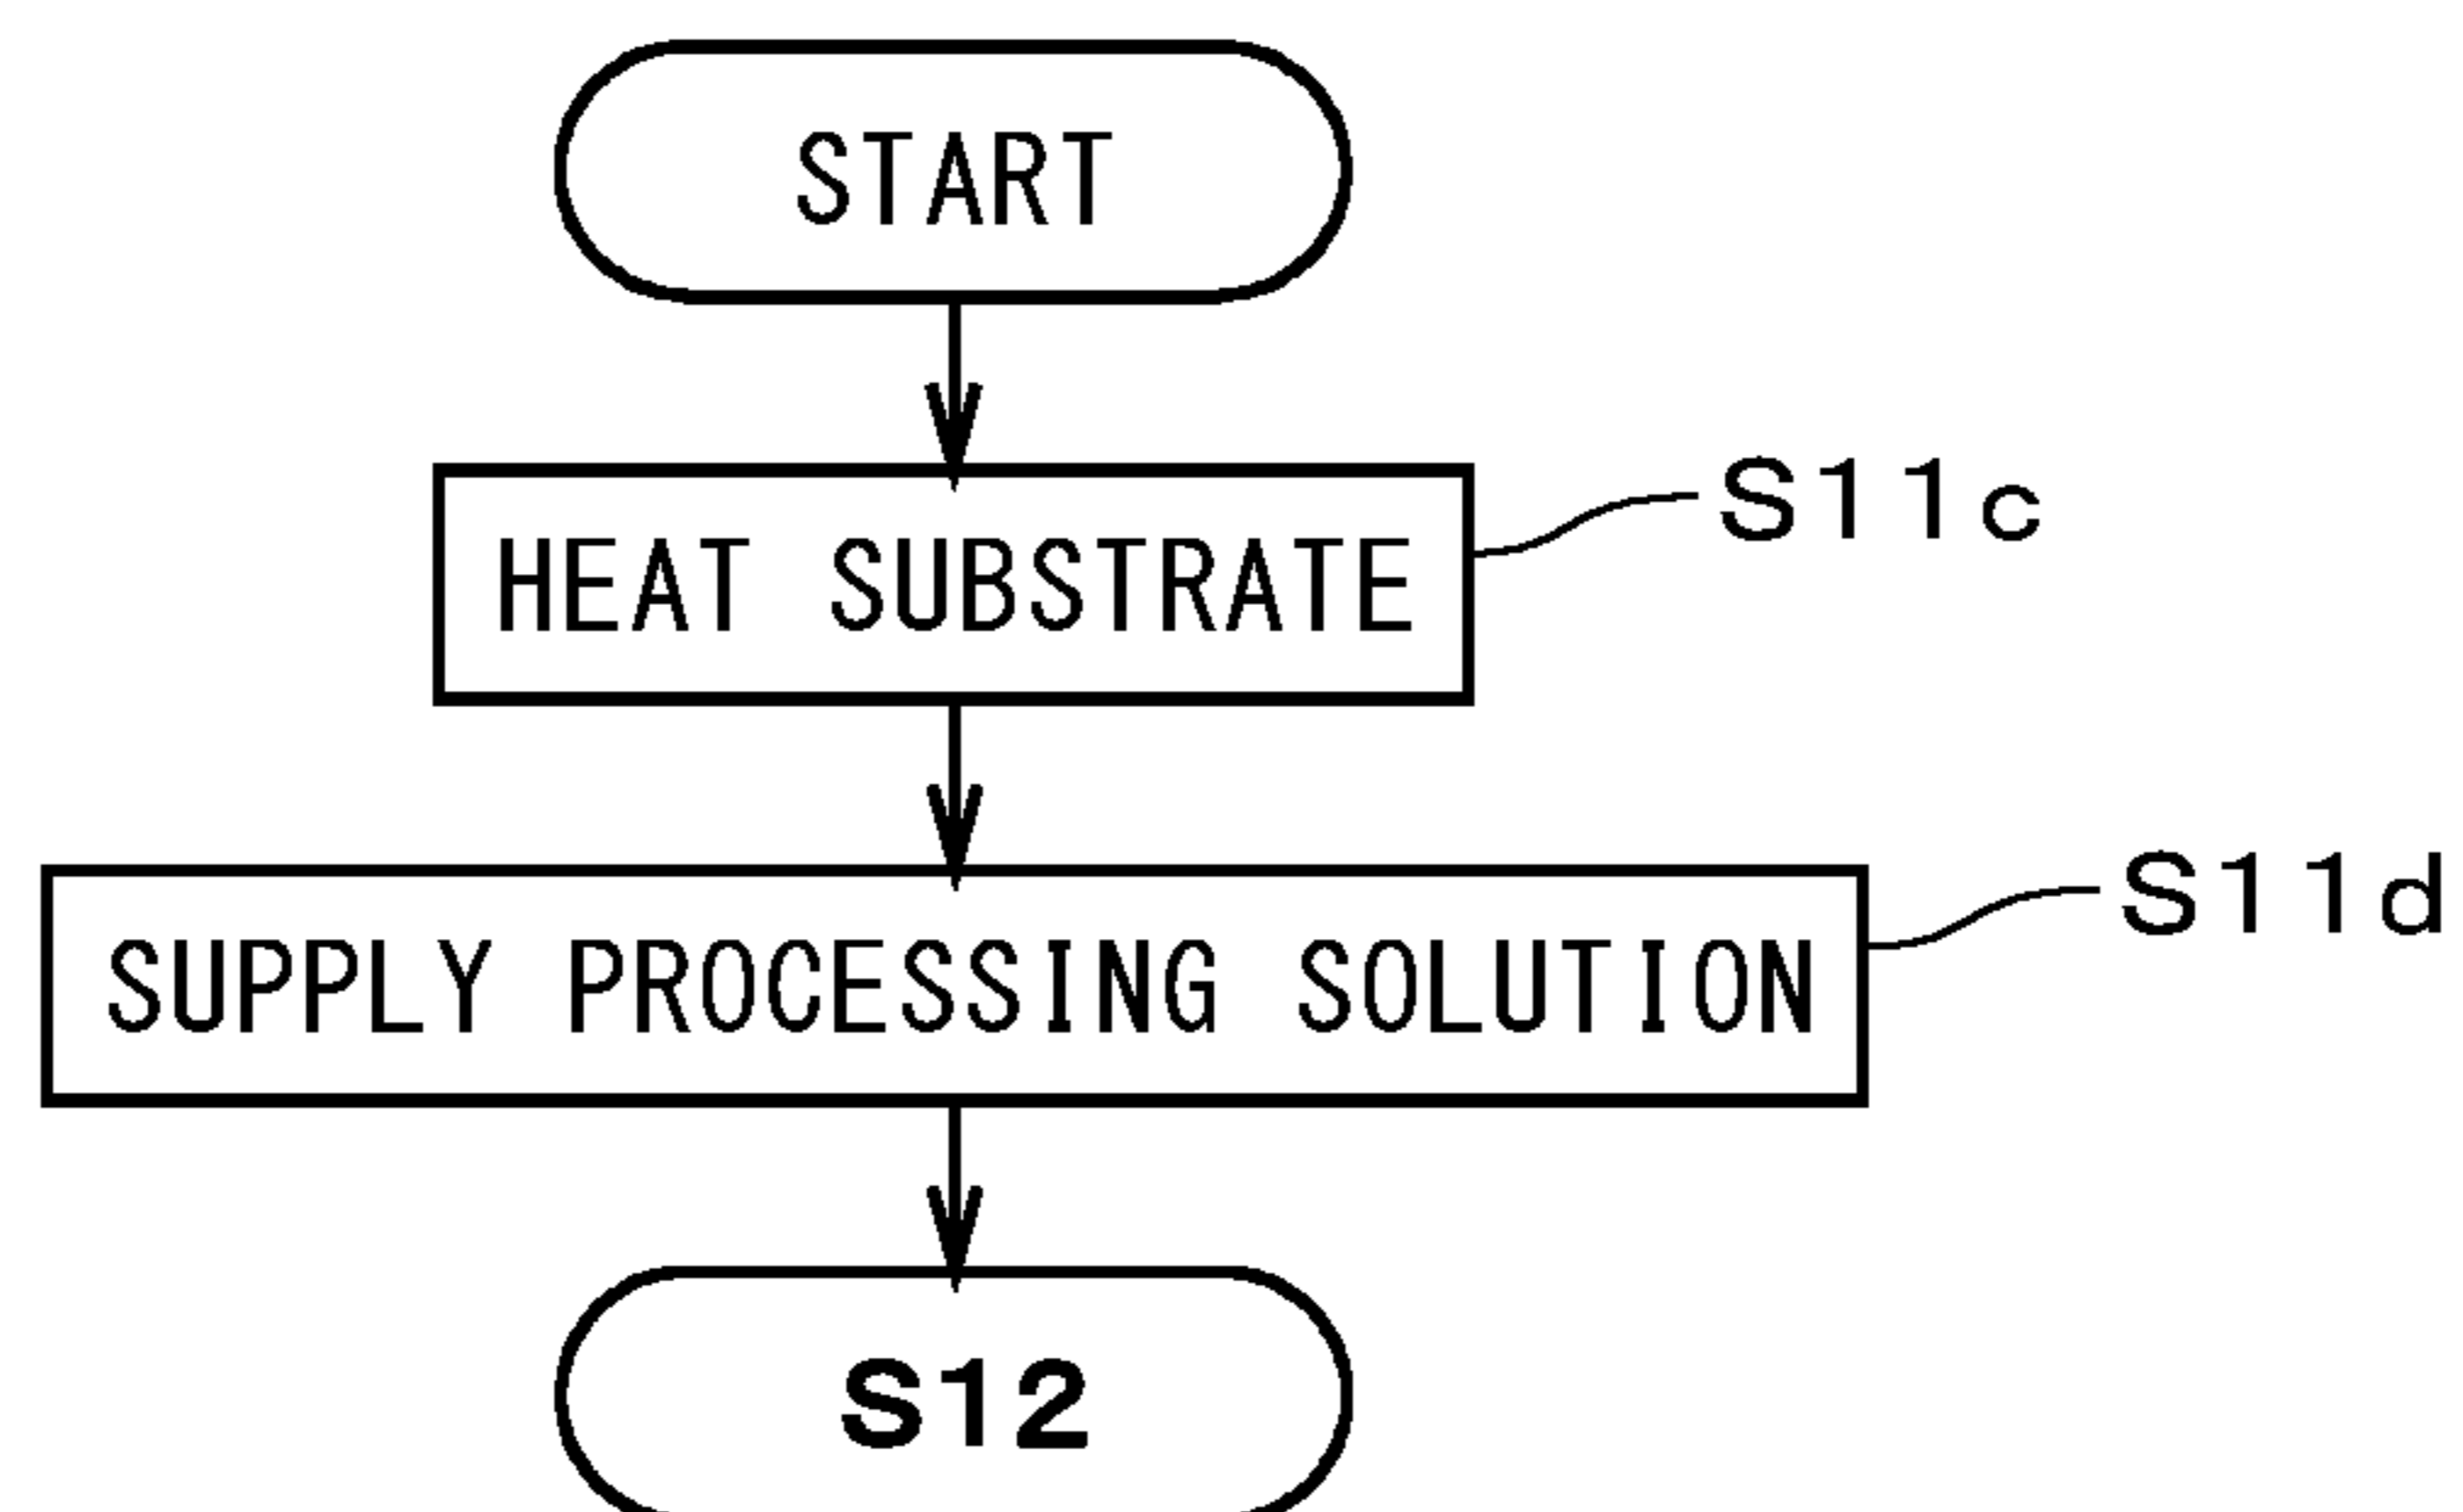 START
HEAT SUBSTRATE
S11c
SUPPLY PROCESSING SOLUTION
S11d
S12